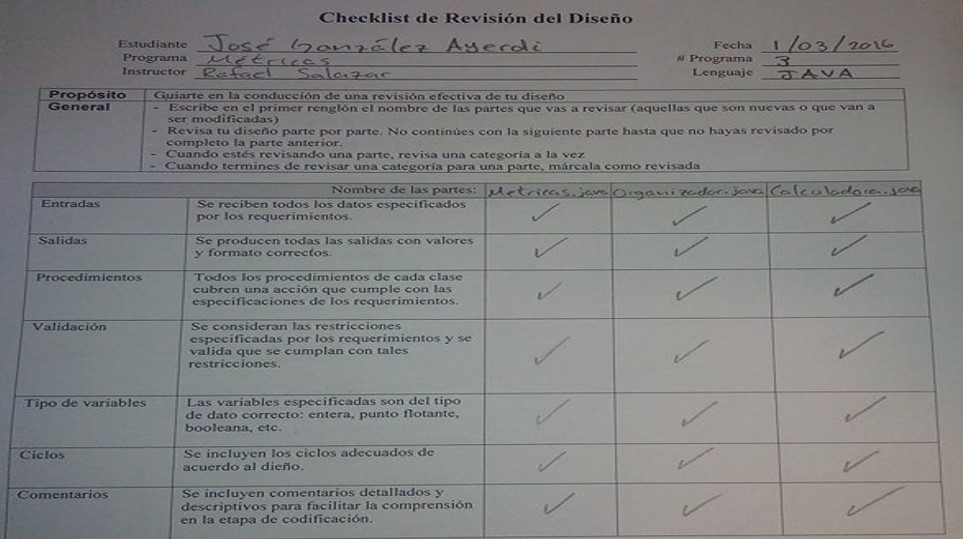 Checklist de Revisión del Diseño
Estudiante José González Ayerdi Fecha 1/03/2016
Programa Métricas # Programa 3
Instructor Rafael Salazar Lenguaje JAVA
Propósito Guiarte en la conducción de una revisión efectiva de tu diseño
General - Escribe en el primer renglón el nombre de las partes que vas a revisar (aquellas que son nuevas o que van a
ser modificadas)
- Revisa tu diseño parte por parte. No continúes con la siguiente parte hasta que no hayas revisado por
completo la parte anterior.
- Cuando estés revisando una parte, revisa una categoría a la vez
- Cuando termines de revisar una categoría para una parte, márcala como revisada
Nombre de las partes: Metricas.java Organizador.java Calculadora.java
Entradas Se reciben todos los datos especificados
por los requerimientos. ✓ ✓ ✓
Salidas Se producen todas las salidas con valores
y formato correctos. ✓ ✓ ✓
Procedimientos Todos los procedimientos de cada clase
cubren una acción que cumple con las
especificaciones de los requerimientos. ✓ ✓ ✓
Validación Se consideran las restricciones
especificadas por los requerimientos y se
valida que se cumplan con tales
restricciones. ✓ ✓ ✓
Tipo de variables Las variables especificadas son del tipo
de dato correcto: entera, punto flotante,
booleana, etc. ✓ ✓ ✓
Ciclos Se incluyen los ciclos adecuados de
acuerdo al dieño. ✓ ✓ ✓
Comentarios Se incluyen comentarios detallados y
descriptivos para facilitar la comprensión
en la etapa de codificación. ✓ ✓ ✓